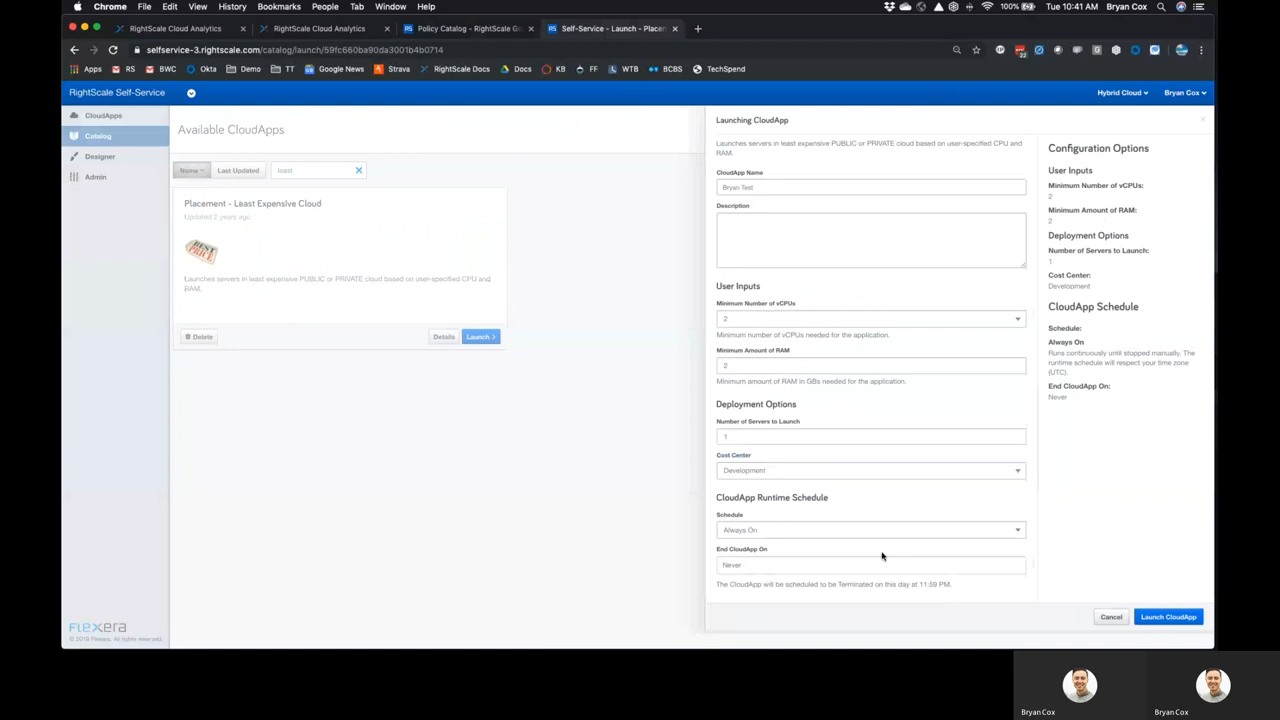 Chrome File Edit View History Bookmarks People Tab Window Help
100% Tue 10:41 AM Bryan Cox
RightScale Cloud Analytics
RightScale Cloud Analytics
Policy Catalog - RightScale Go
Self-Service - Launch - Placem
selfservice-3.rightscale.com/catalog/launch/59fc660ba90da3001b4b0714
Apps RS BWC Okta Demo TT Google News Strava RightScale Docs Docs KB FF WTB BCBS TechSpend
RightScale Self-Service
Hybrid Cloud
Bryan Cox
CloudApps
Catalog
Designer
Admin
Available CloudApps
Name
Last Updated
least
Placement - Least Expensive Cloud
Updated 2 years ago
BEST
PRICE
Launches servers in least expensive PUBLIC or PRIVATE cloud based on user-specified CPU and
RAM.
Delete
Details
Launch
Launching CloudApp
Launches servers in least expensive PUBLIC or PRIVATE cloud based on user-specified CPU and
RAM.
CloudApp Name
Bryan Test
Description
User Inputs
Minimum Number of vCPUs
2
Minimum number of vCPUs needed for the application.
Minimum Amount of RAM
2
Minimum amount of RAM in GBs needed for the application.
Deployment Options
Number of Servers to Launch
1
Cost Center
Development
CloudApp Runtime Schedule
Schedule
Always On
End CloudApp On
Never
The CloudApp will be scheduled to be Terminated on this day at 11:59 PM.
Cancel
Launch CloudApp
Configuration Options
User Inputs
Minimum Number of vCPUs:
2
Minimum Amount of RAM:
2
Deployment Options
Number of Servers to Launch:
1
Cost Center:
Development
CloudApp Schedule
Schedule:
Always On
Runs continuously until stopped manually. The
runtime schedule will respect your time zone
(UTC).
End CloudApp On:
Never
FLEXERA
© 2019 Flexera. All rights reserved.
Bryan Cox
Bryan Cox